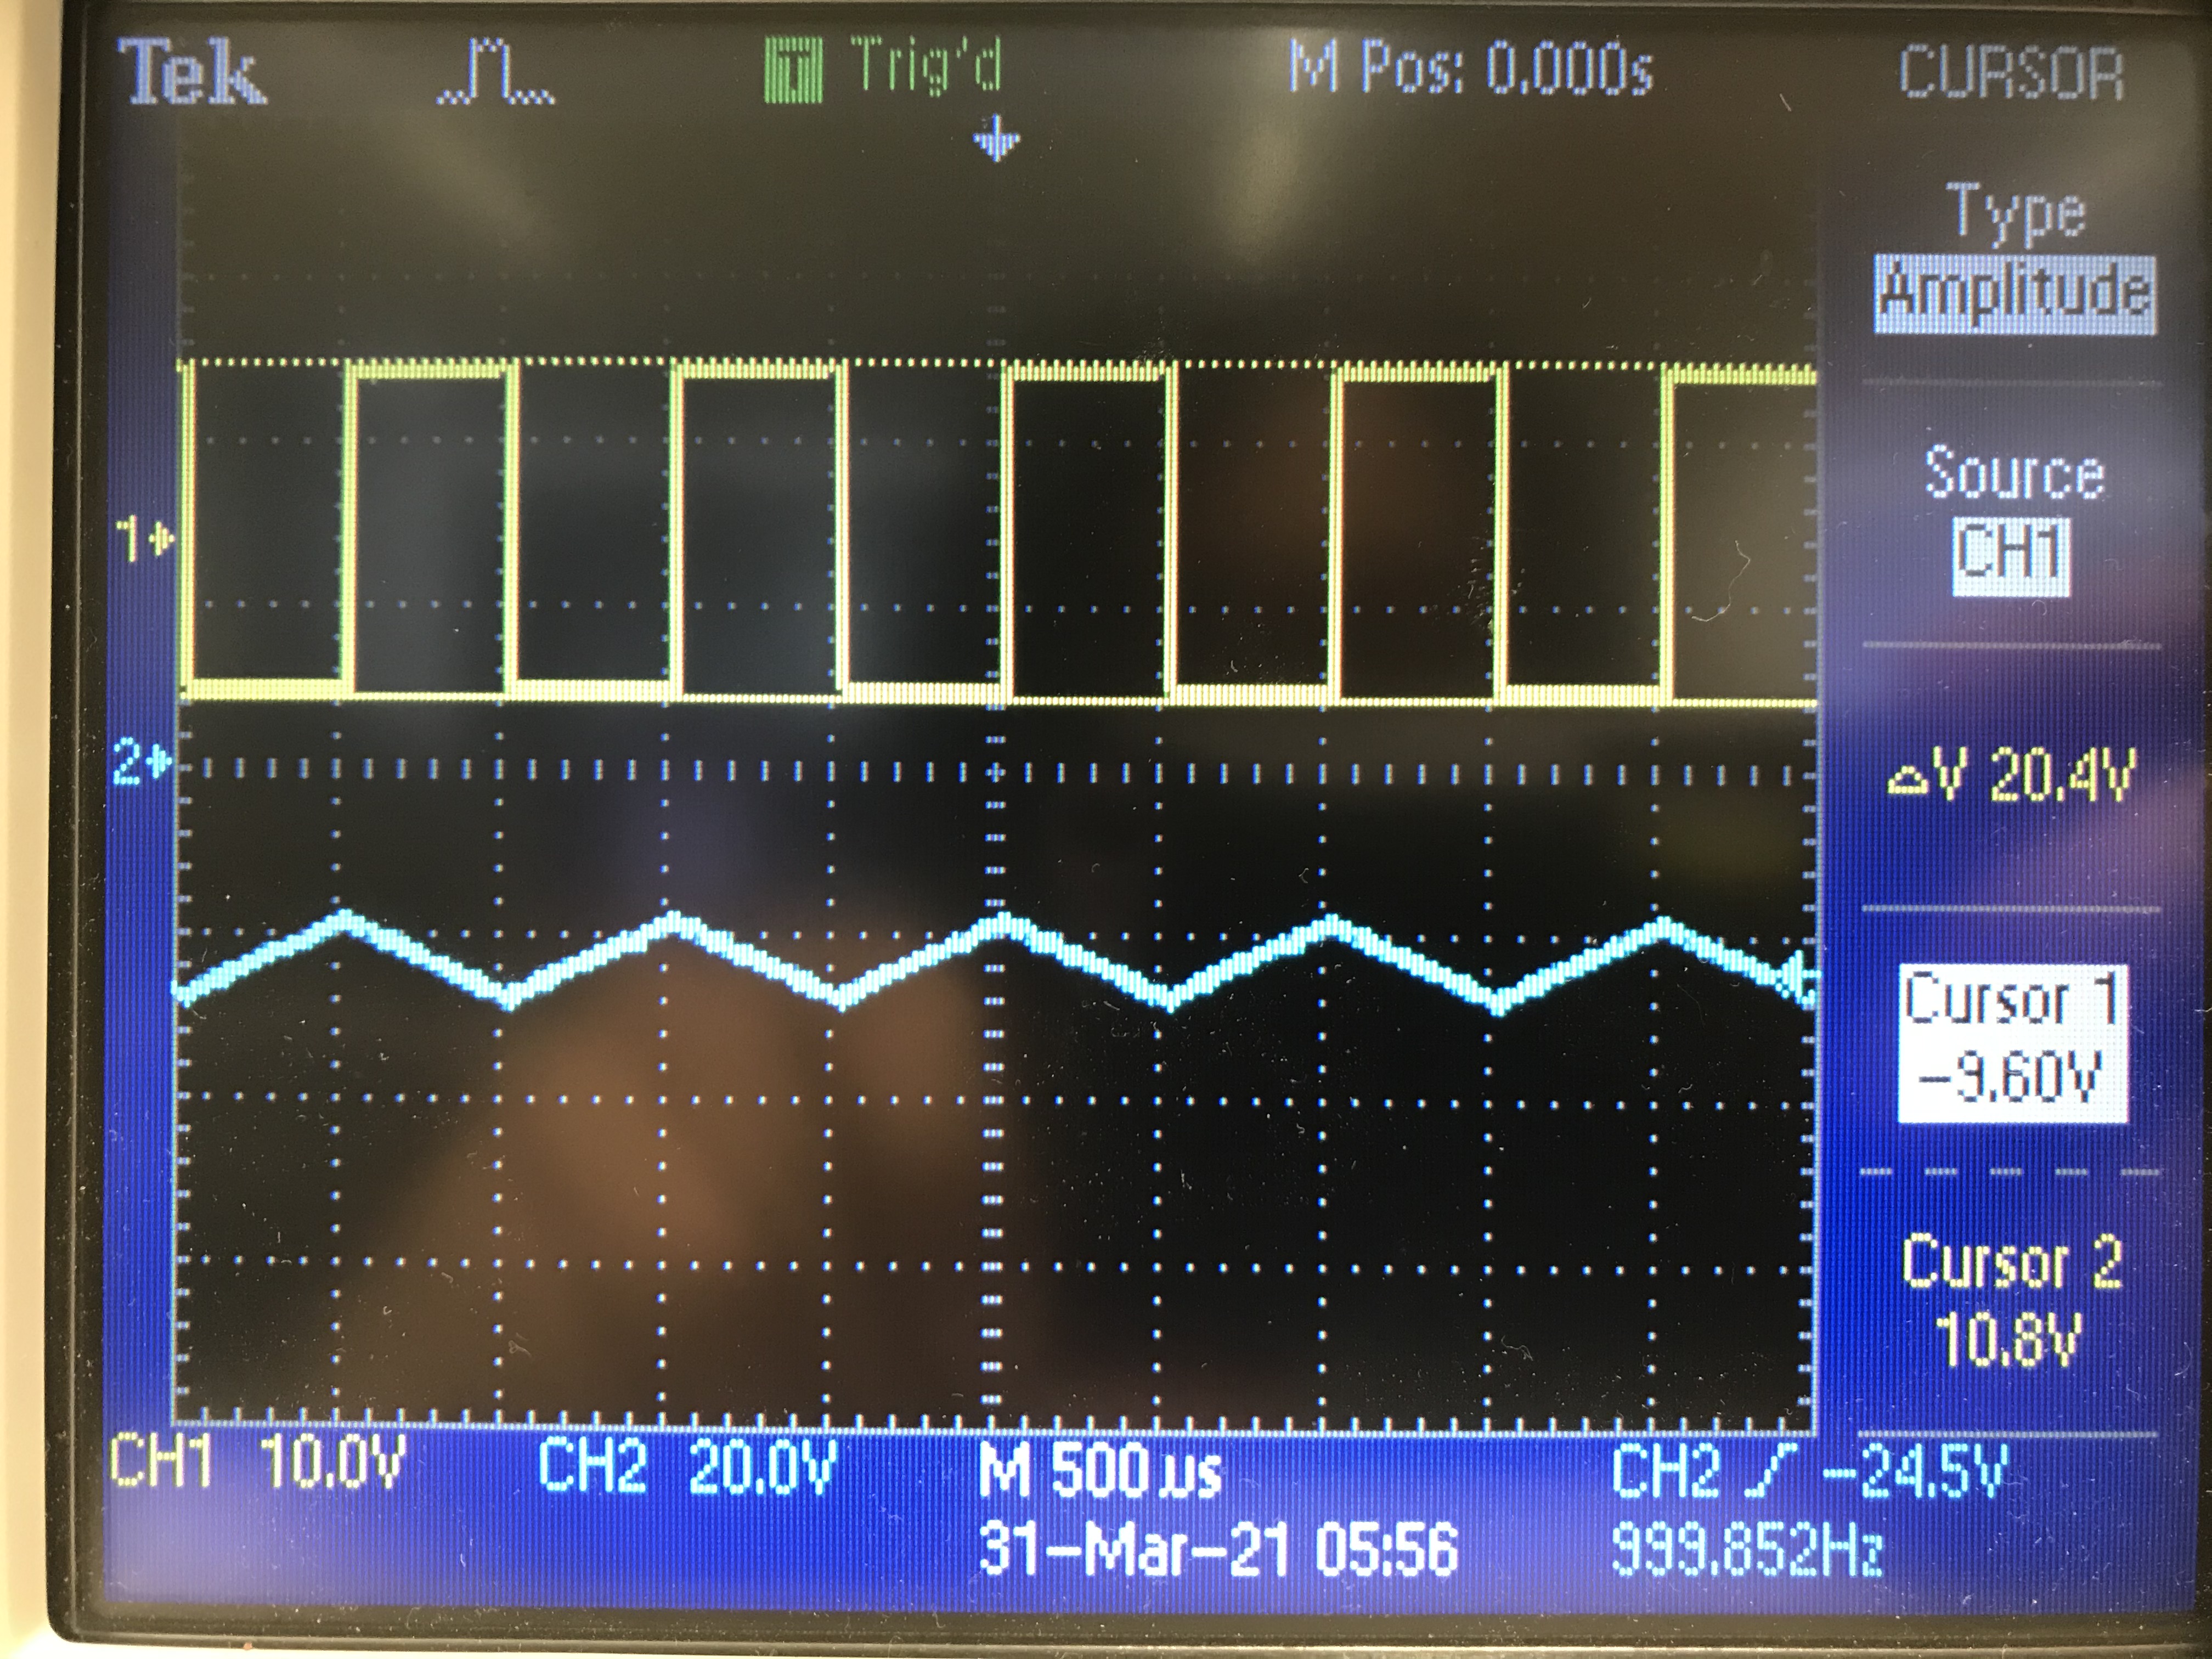 Tek T Trig'd M Pos: 0.000s CURSOR
Type
Amplitude
Source
CH1
1
2
△V 20.4V
Cursor 1
-9.60V
Cursor 2
10.8V
CH1 10.0V CH2 20.0V M 500µs CH2 -24.5V
31-Mar-21 05:56 999.852Hz